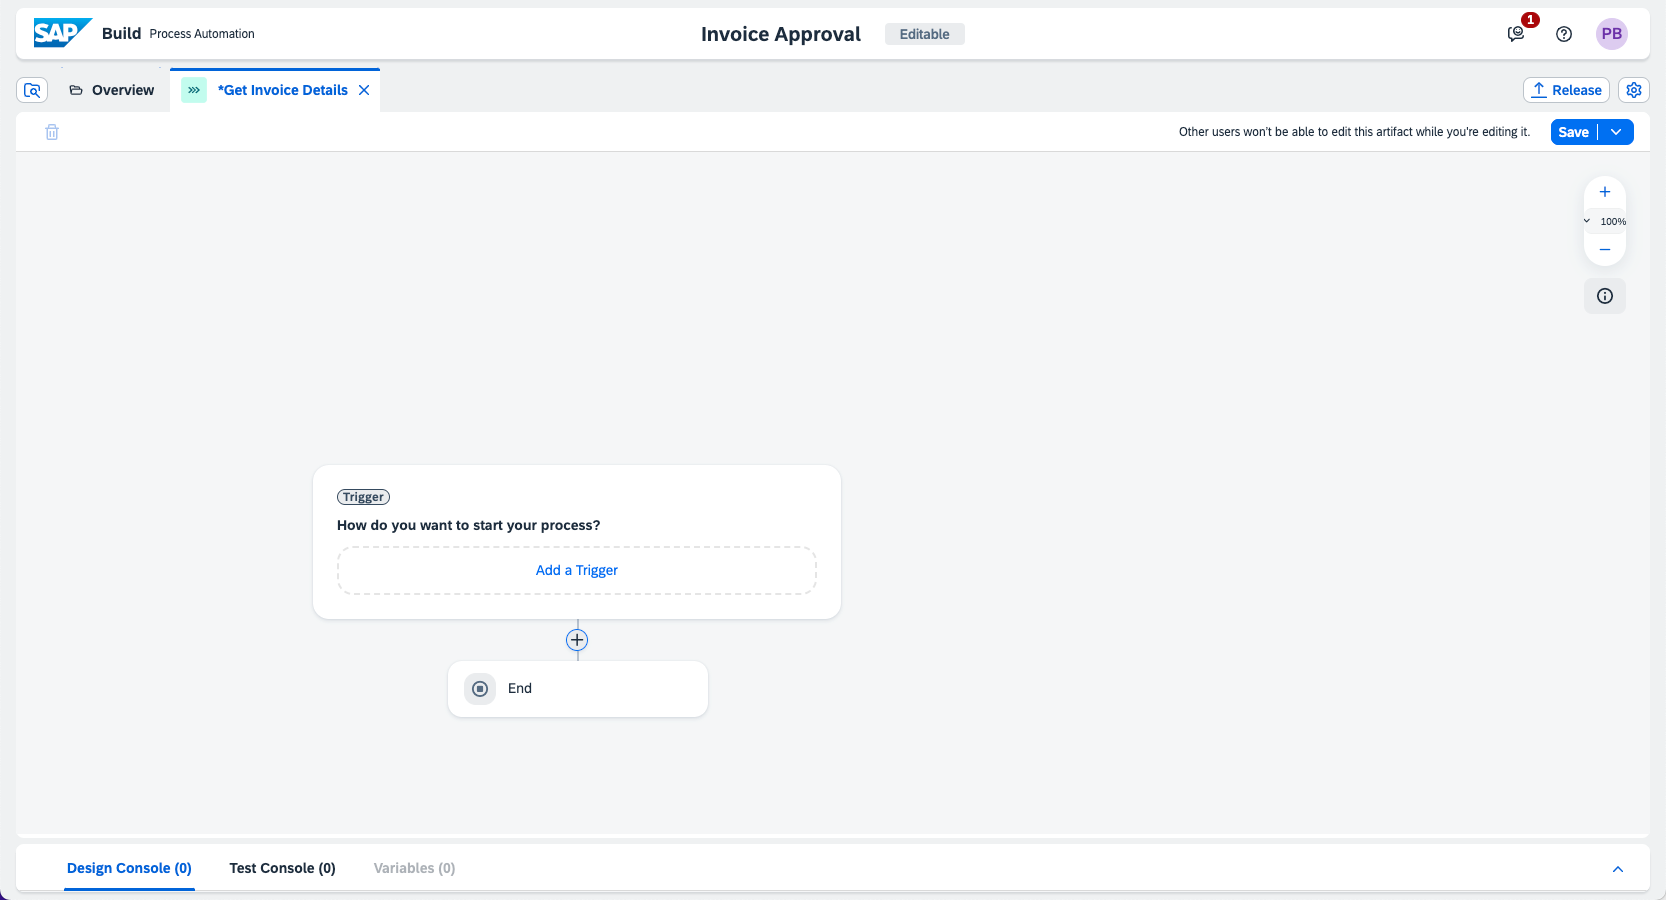 SAP Build Process Automation
Invoice Approval
Editable
1
PB
Overview
*Get Invoice Details
Release
Other users won't be able to edit this artifact while you're editing it.
Save
100%
Trigger
How do you want to start your process?
Add a Trigger
End
Design Console (0)
Test Console (0)
Variables (0)